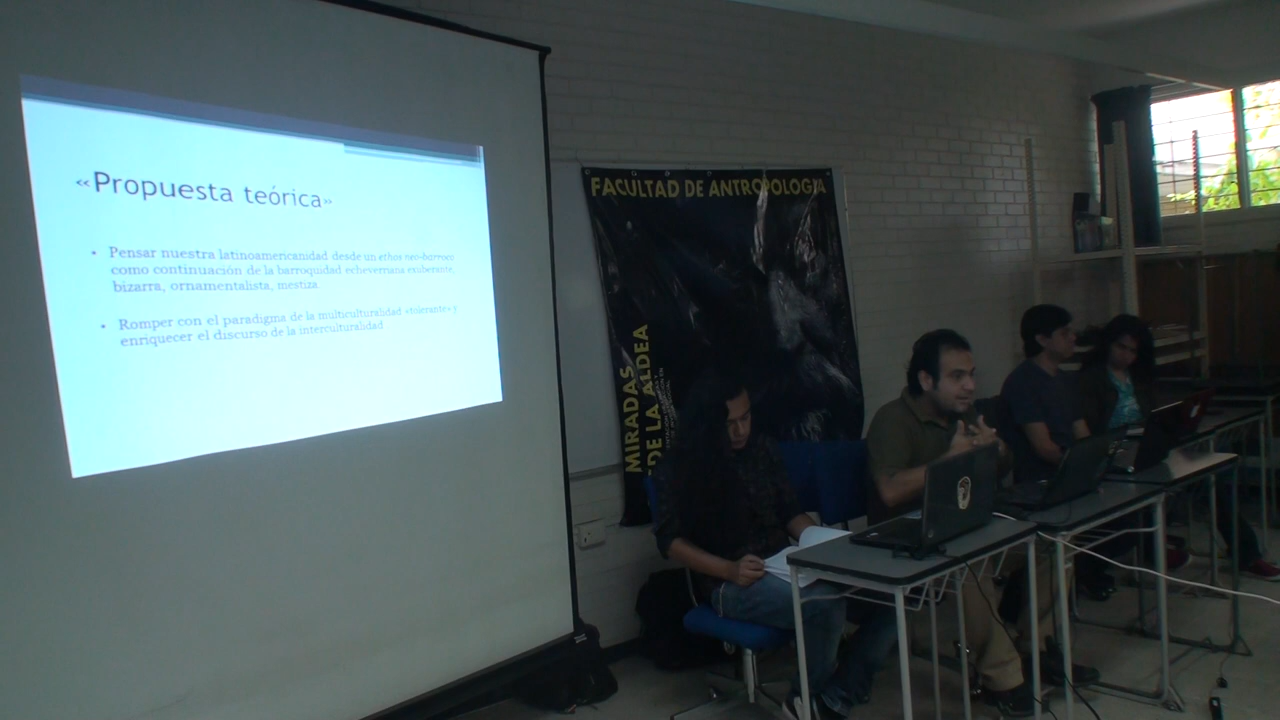 «Propuesta teórica»
• Pensar nuestra latinoamericanidad desde un ethos neo-barroco
como continuación de la barroquidad echeverriana exuberante,
bizarra, ornamentalista, mestiza.
• Romper con el paradigma de la multiculturalidad «tolerante» y
enriquecer el discurso de la interculturalidad
FACULTAD DE ANTROPOLOGIA
MIRADAS
DE LA ALDEA